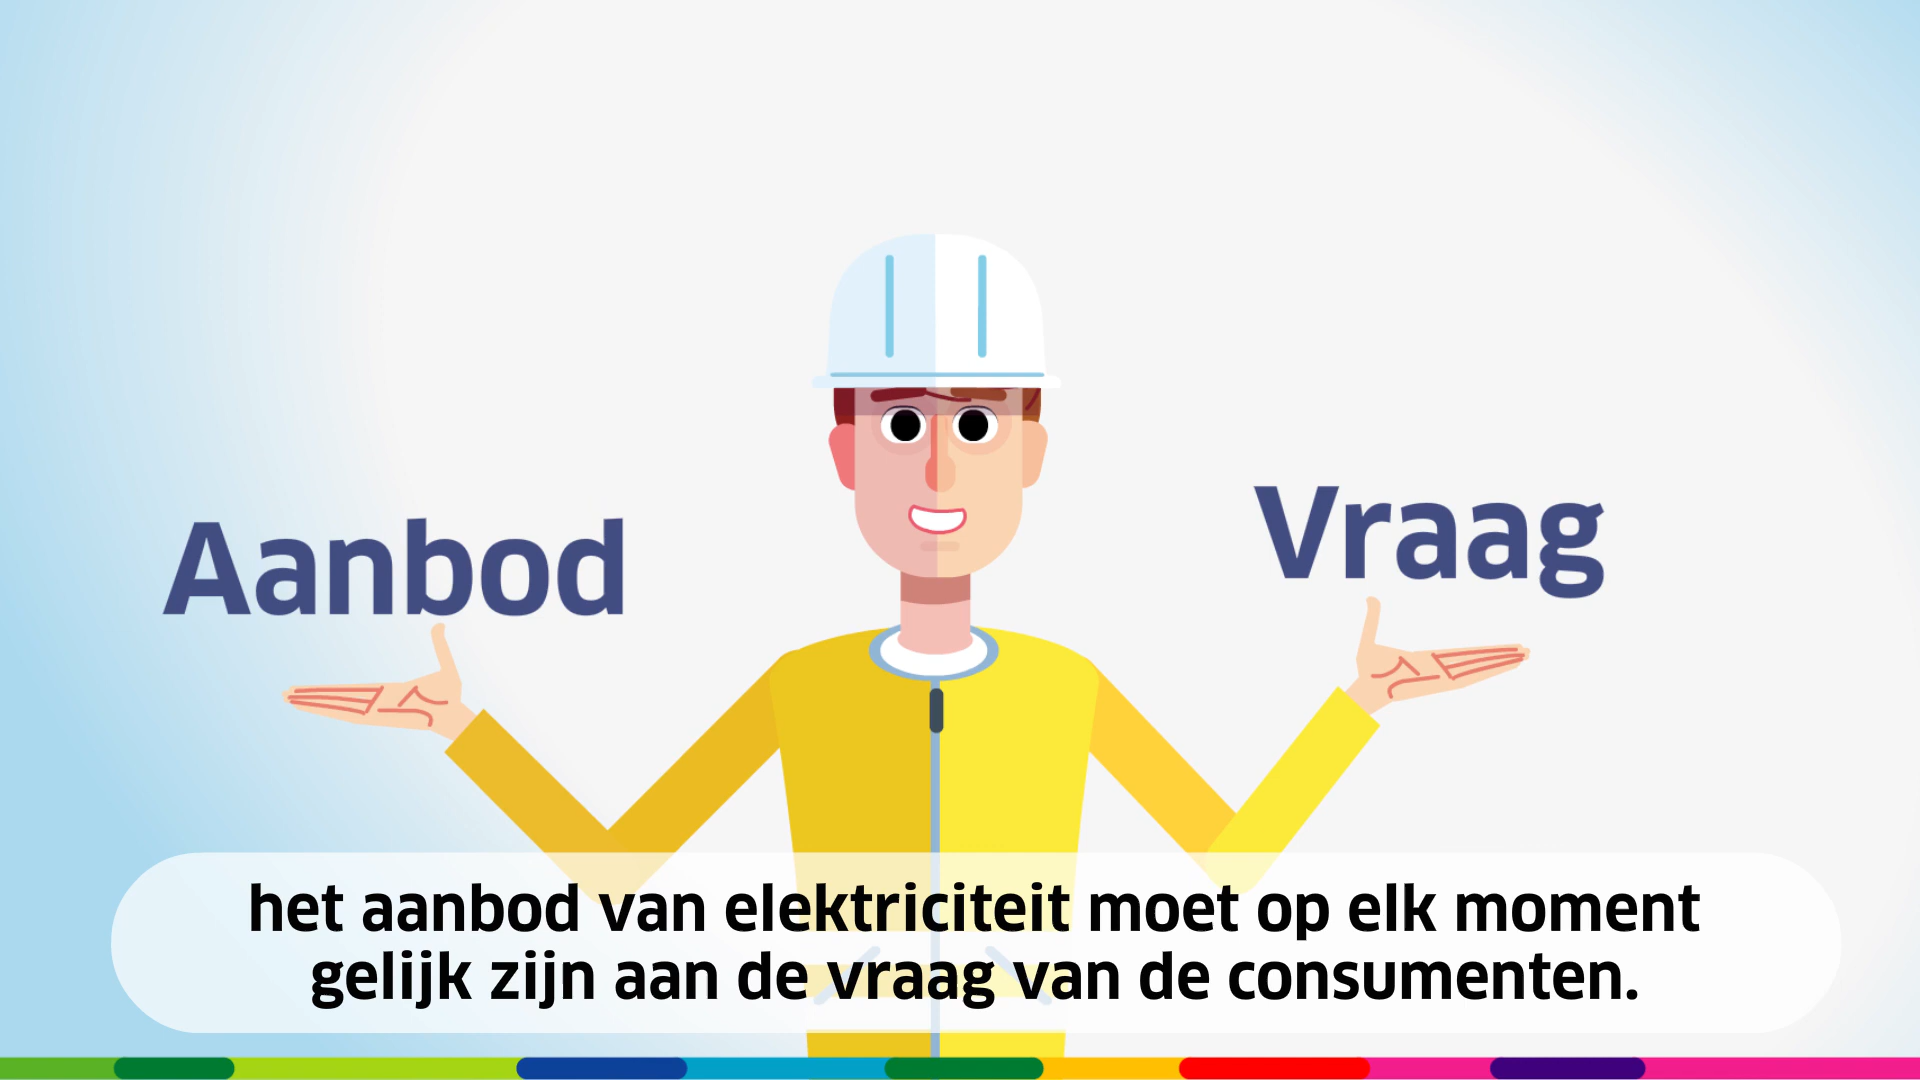 Aanbod
Vraag
het aanbod van elektriciteit moet op elk moment
gelijk zijn aan de vraag van de consumenten.